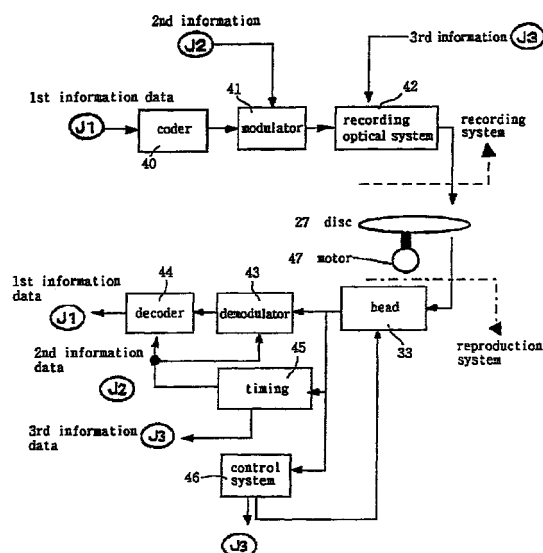 2nd information
J2
3rd information J3
1st information data
J1
41
42
coder
modulator
recording
optical system
recording
system
40
27 disc
47 motor
1st information
data
44
43
J1
decoder
demodulator
head
33
reproduction
system
2nd information
data
J2
45
timing
3rd information
data
J3
46
control
system
J3